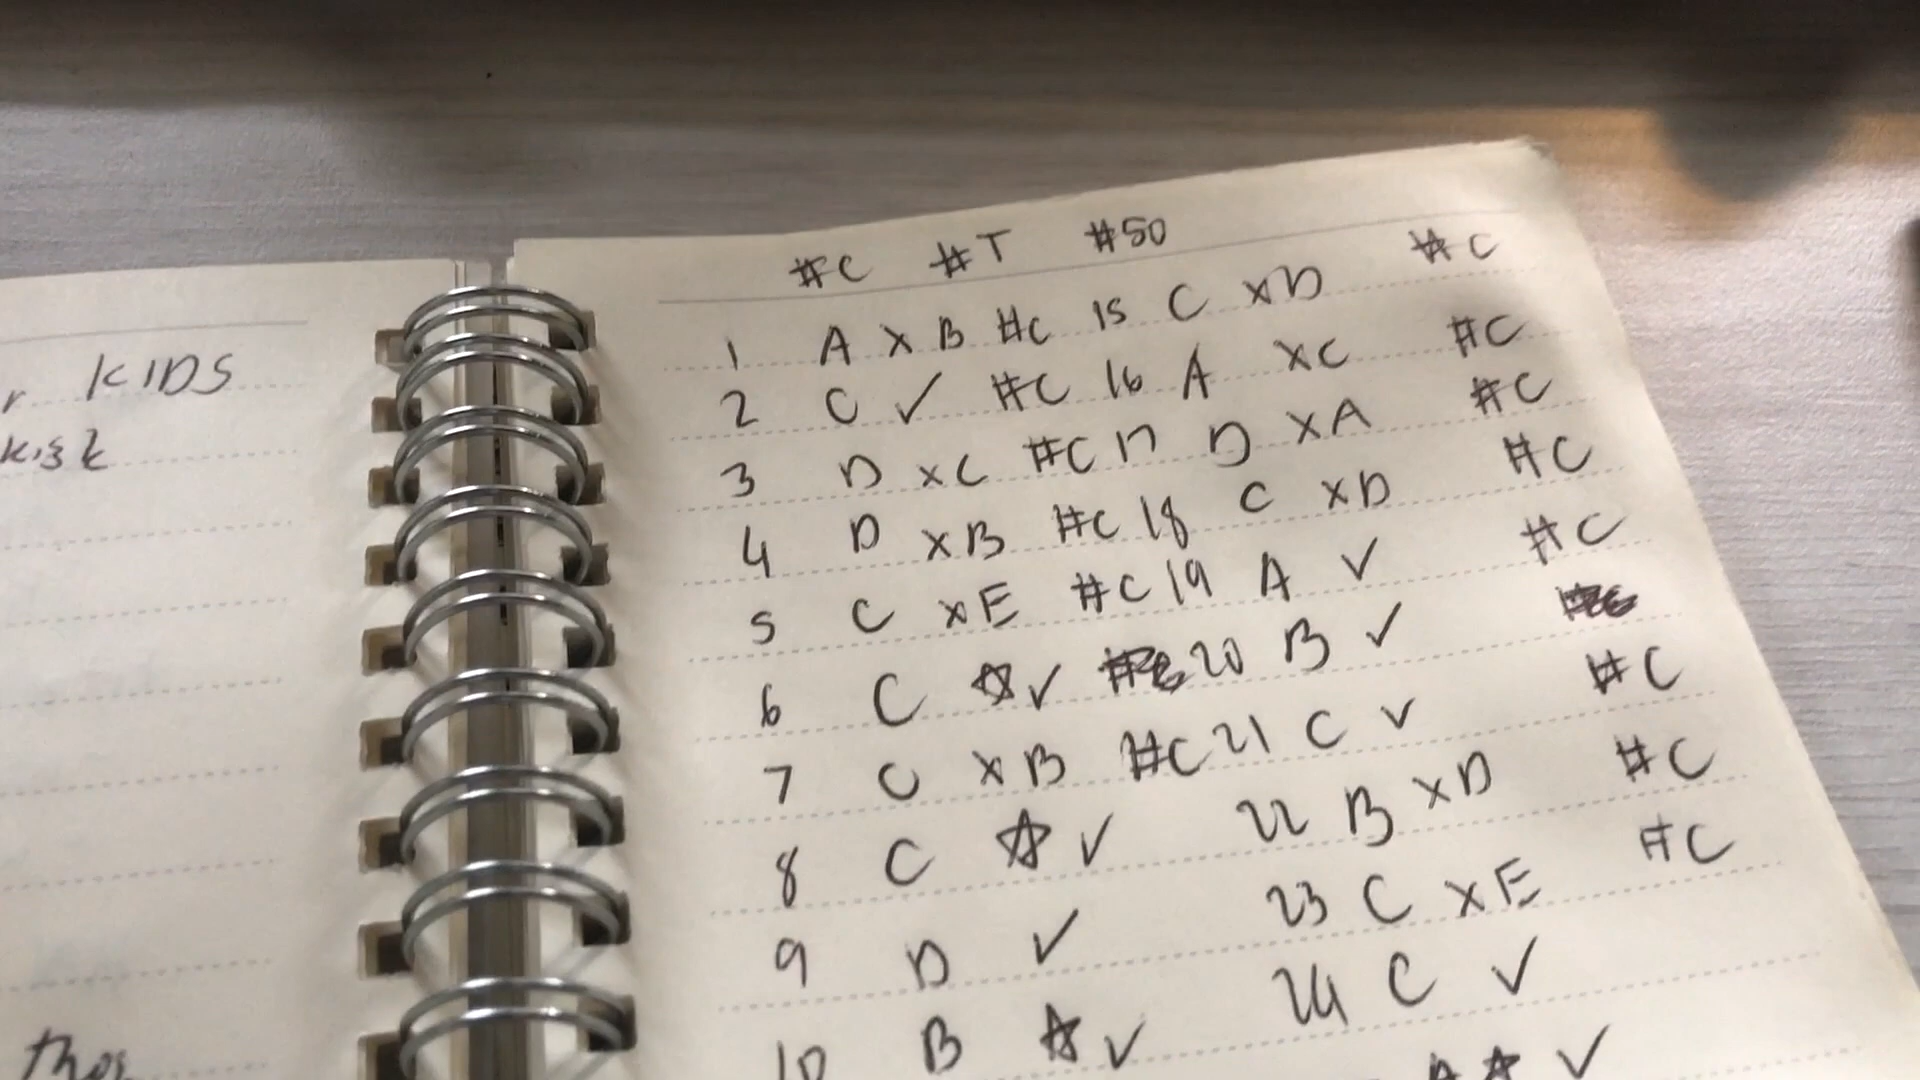 KIDS
#C #T #50
1 A X B #C 15 C X D #C
2 C ✓ #C 16 A X C #C
3 D X C #C 17 D X A #C
4 D X B #C 18 C X D #C
5 C X E #C 19 A ✓ #C
6 C ☆ ✓ 20 B ✓
7 C X B #C 21 C ✓ #C
8 C ☆ ✓ 22 B X D #C
9 D ✓ 23 C X E #C
10 B ☆ ✓ 24 C ✓
A ☆ ✓